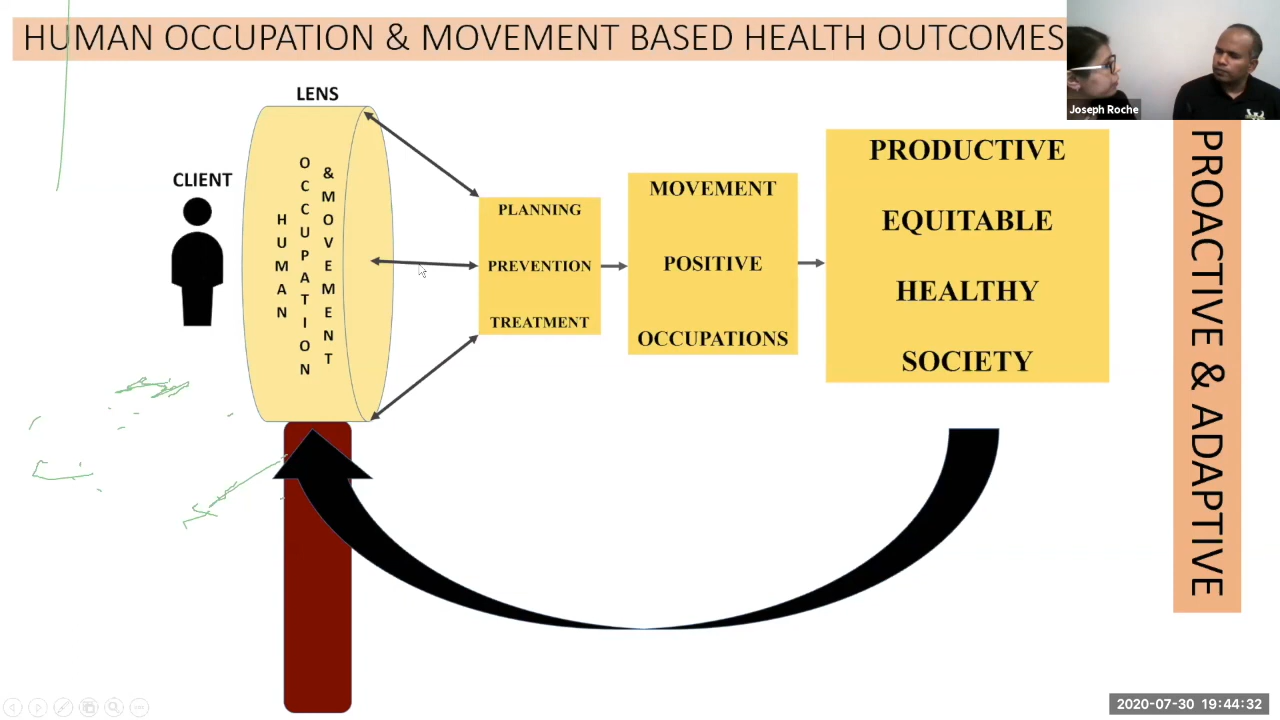 HUMAN OCCUPATION & MOVEMENT BASED HEALTH OUTCOMES
Joseph Roche
LENS
CLIENT
HUMAN
OCCUPATION
&MOVEMENT
PLANNING
PREVENTION
TREATMENT
MOVEMENT
POSITIVE
OCCUPATIONS
PRODUCTIVE
EQUITABLE
HEALTHY
SOCIETY
PROACTIVE & ADAPTIVE
2020-07-30 19:44:32